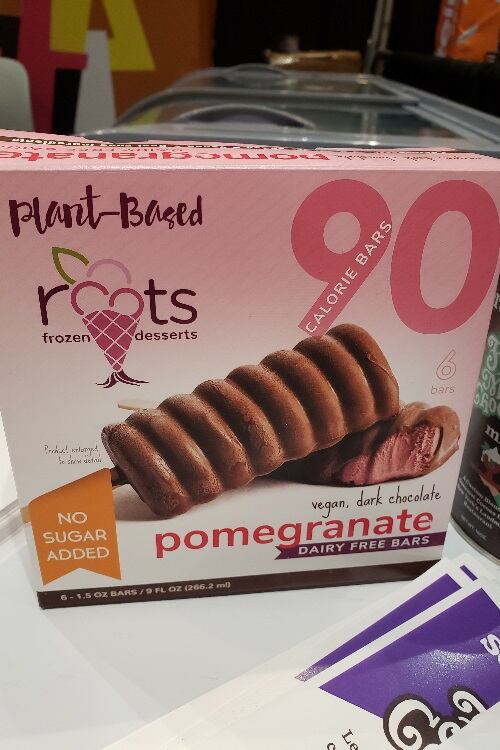 pomegranate
Plant-Based
90
CALORIE BARS
roots
frozen desserts
6
bars
Product enlarged
to show detail
vegan, dark chocolate
pomegranate
DAIRY FREE BARS
NO
SUGAR
ADDED
6 - 1.5 OZ BARS / 9 FL OZ (266.2 ml)